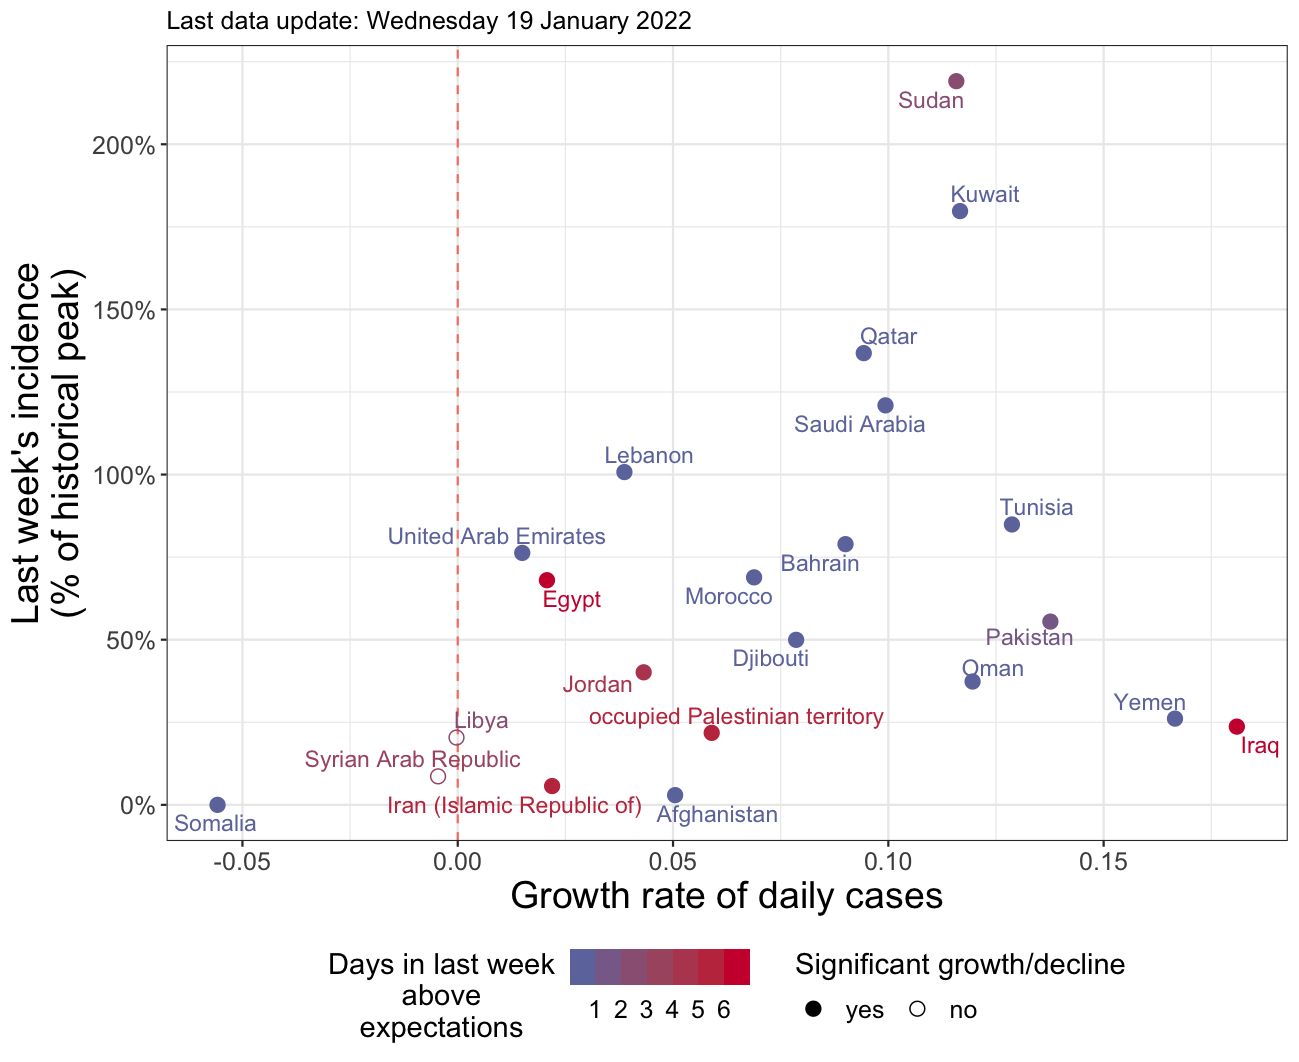 Last data update: Wednesday 19 January 2022
Last week's incidence
(% of historical peak)
200%
150%
100%
50%
0%
Sudan
Kuwait
Qatar
Saudi Arabia
Lebanon
Tunisia
United Arab Emirates
Bahrain
Egypt
Morocco
Pakistan
Djibouti
Oman
Jordan
Yemen
occupied Palestinian territory
Libya
Iraq
Syrian Arab Republic
Iran (Islamic Republic of)
Afghanistan
Somalia
-0.05 0.00 0.05 0.10 0.15
Growth rate of daily cases
Days in last week
above
expectations
1 2 3 4 5 6
Significant growth/decline
yes no